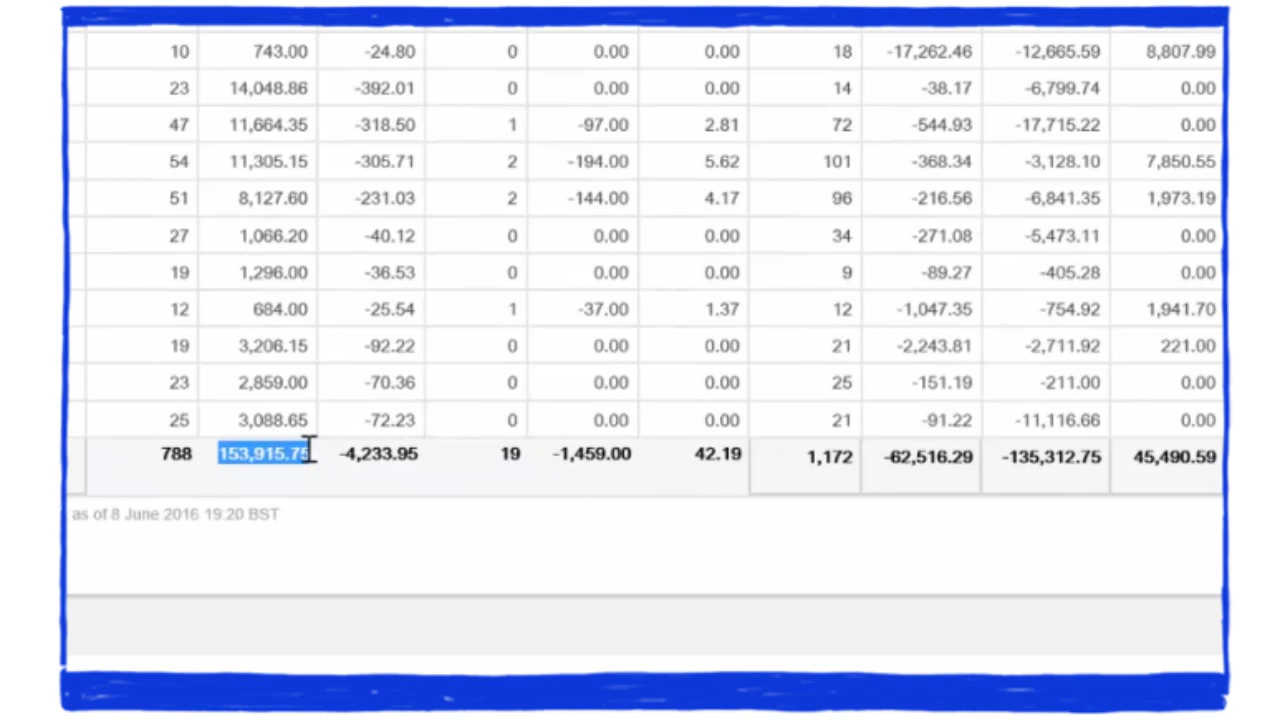 10 743.00 -24.80 0 0.00 0.00 18 -17,262.46 -12,665.59 8,807.99
23 14,048.86 -392.01 0 0.00 0.00 14 -38.17 -6,799.74 0.00
47 11,664.35 -318.50 1 -97.00 2.81 72 -544.93 -17,715.22 0.00
54 11,305.15 -305.71 2 -194.00 5.62 101 -368.34 -3,128.10 7,850.55
51 8,127.60 -231.03 2 -144.00 4.17 96 -216.56 -6,841.35 1,973.19
27 1,066.20 -40.12 0 0.00 0.00 34 -271.08 -5,473.11 0.00
19 1,296.00 -36.53 0 0.00 0.00 9 -89.27 -405.28 0.00
12 684.00 -25.54 1 -37.00 1.37 12 -1,047.35 -754.92 1,941.70
19 3,206.15 -92.22 0 0.00 0.00 21 -2,243.81 -2,711.92 221.00
23 2,859.00 -70.36 0 0.00 0.00 25 -151.19 -211.00 0.00
25 3,088.65 -72.23 0 0.00 0.00 21 -91.22 -11,116.66 0.00
788 153,915.75 -4,233.95 19 -1,459.00 42.19 1,172 -62,516.29 -135,312.75 45,490.59
as of 8 June 2016 19:20 BST